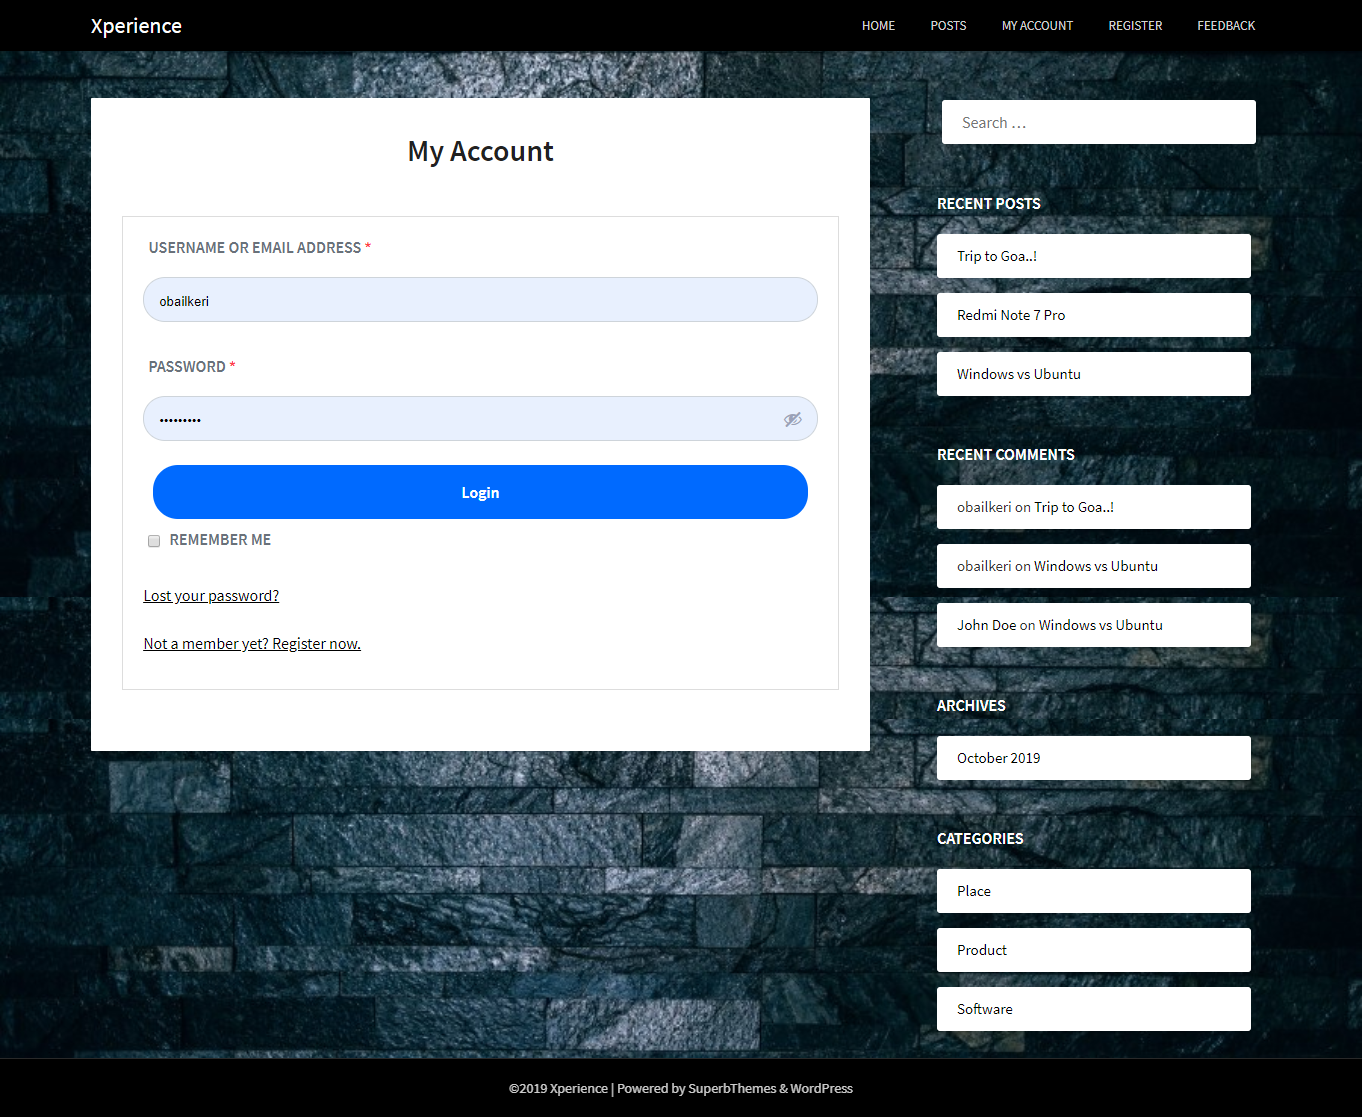 Xperience
HOME POSTS MY ACCOUNT REGISTER FEEDBACK
My Account
USERNAME OR EMAIL ADDRESS *
obailkeri
PASSWORD *
•••••••••
Login
REMEMBER ME
Lost your password?
Not a member yet? Register now.
Search …
RECENT POSTS
Trip to Goa..!
Redmi Note 7 Pro
Windows vs Ubuntu
RECENT COMMENTS
obailkeri on Trip to Goa..!
obailkeri on Windows vs Ubuntu
John Doe on Windows vs Ubuntu
ARCHIVES
October 2019
CATEGORIES
Place
Product
Software
©2019 Xperience | Powered by SuperbThemes & WordPress